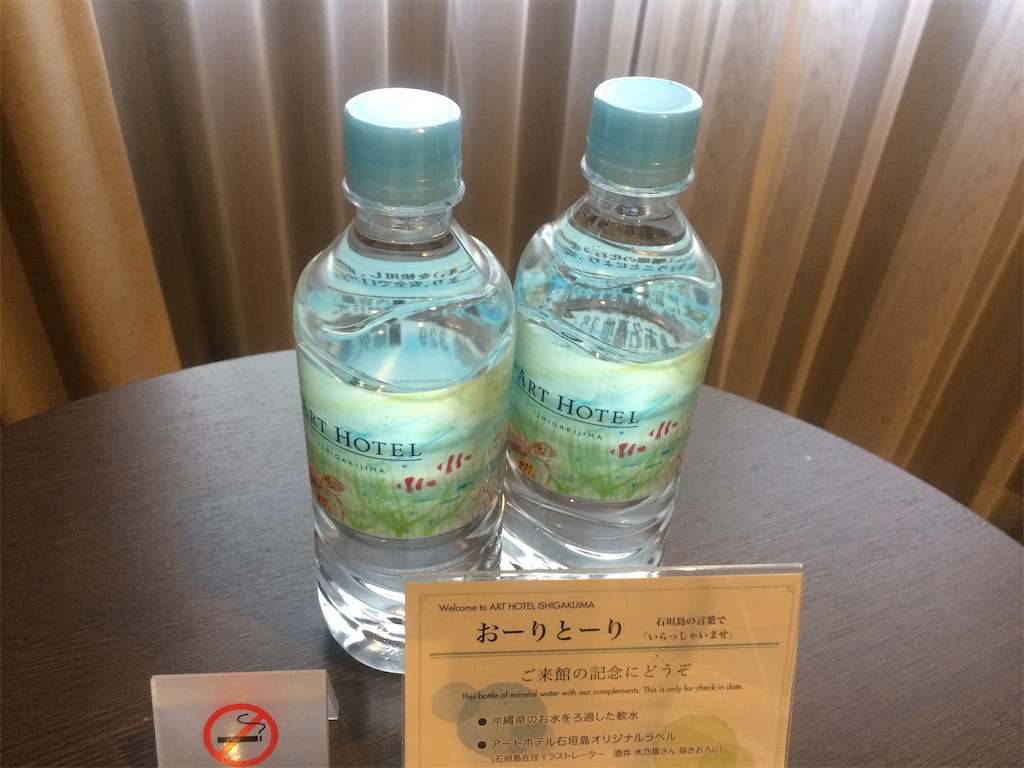 ART HOTEL
ISHIGAKIJIMA
ART HOTEL
ISHIGAKIJIMA
Welcome to ART HOTEL ISHIGAKIJIMA
おーりとーり
石垣島の言葉で
「いらっしゃいませ」
ご来館の記念にどうぞ
This bottle of mineral water with our complements. This is only for check-in date.
● 沖縄県のお水をろ過した軟水
● アートホテル石垣島オリジナルラベル
(石垣島在住イラストレーター 酒井 木乃葉さん 描きおろし)